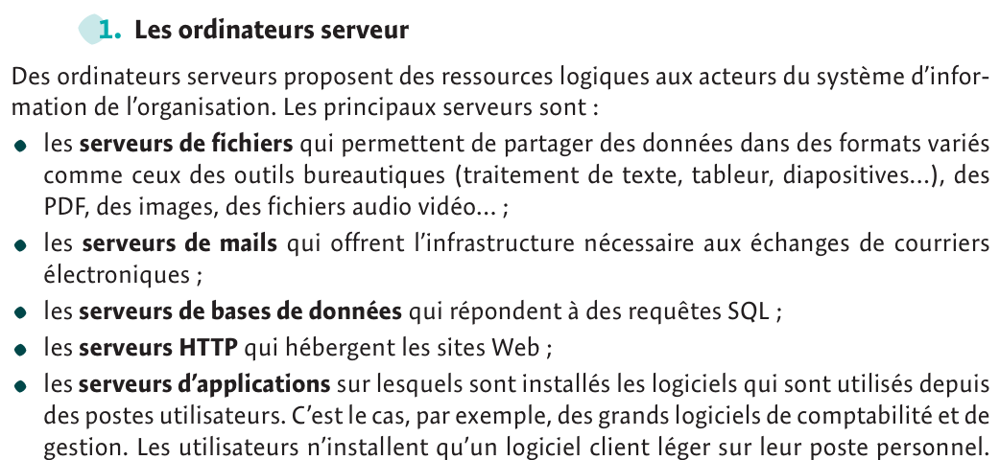 1. Les ordinateurs serveur
Des ordinateurs serveurs proposent des ressources logiques aux acteurs du système d'infor-
mation de l'organisation. Les principaux serveurs sont :
• les serveurs de fichiers qui permettent de partager des données dans des formats variés
comme ceux des outils bureautiques (traitement de texte, tableur, diapositives...), des
PDF, des images, des fichiers audio vidéo... ;
• les serveurs de mails qui offrent l'infrastructure nécessaire aux échanges de courriers
électroniques ;
• les serveurs de bases de données qui répondent à des requêtes SQL ;
• les serveurs HTTP qui hébergent les sites Web ;
• les serveurs d'applications sur lesquels sont installés les logiciels qui sont utilisés depuis
des postes utilisateurs. C'est le cas, par exemple, des grands logiciels de comptabilité et de
gestion. Les utilisateurs n'installent qu'un logiciel client léger sur leur poste personnel.